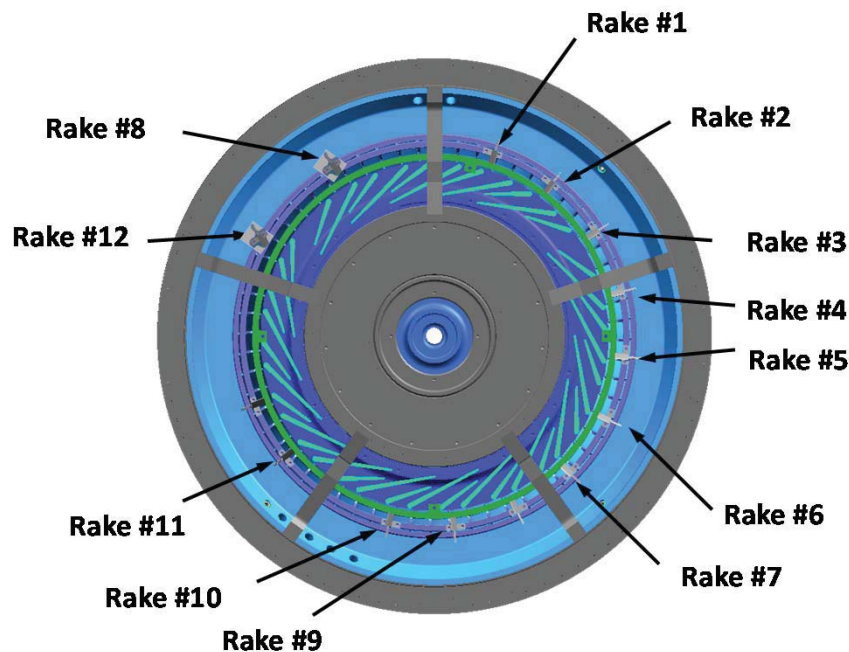 Rake #1
Rake #2
Rake #8
Rake #12
Rake #3
Rake #4
Rake #5
Rake #6
Rake #11
Rake #7
Rake #10
Rake #9